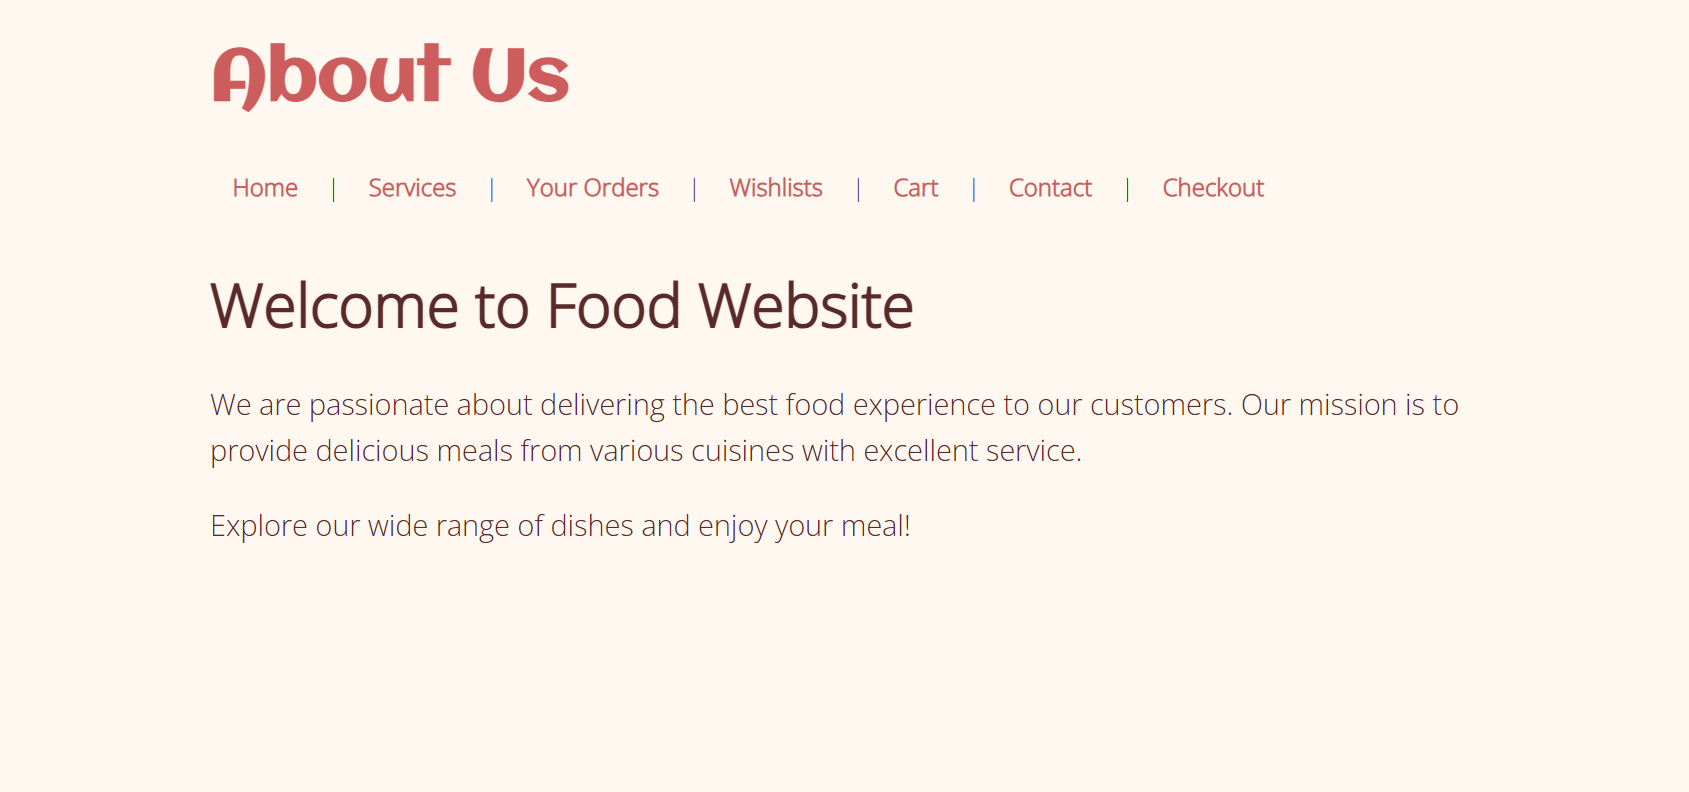 About Us
Home | Services | Your Orders | Wishlists | Cart | Contact | Checkout
Welcome to Food Website
We are passionate about delivering the best food experience to our customers. Our mission is to
provide delicious meals from various cuisines with excellent service.
Explore our wide range of dishes and enjoy your meal!